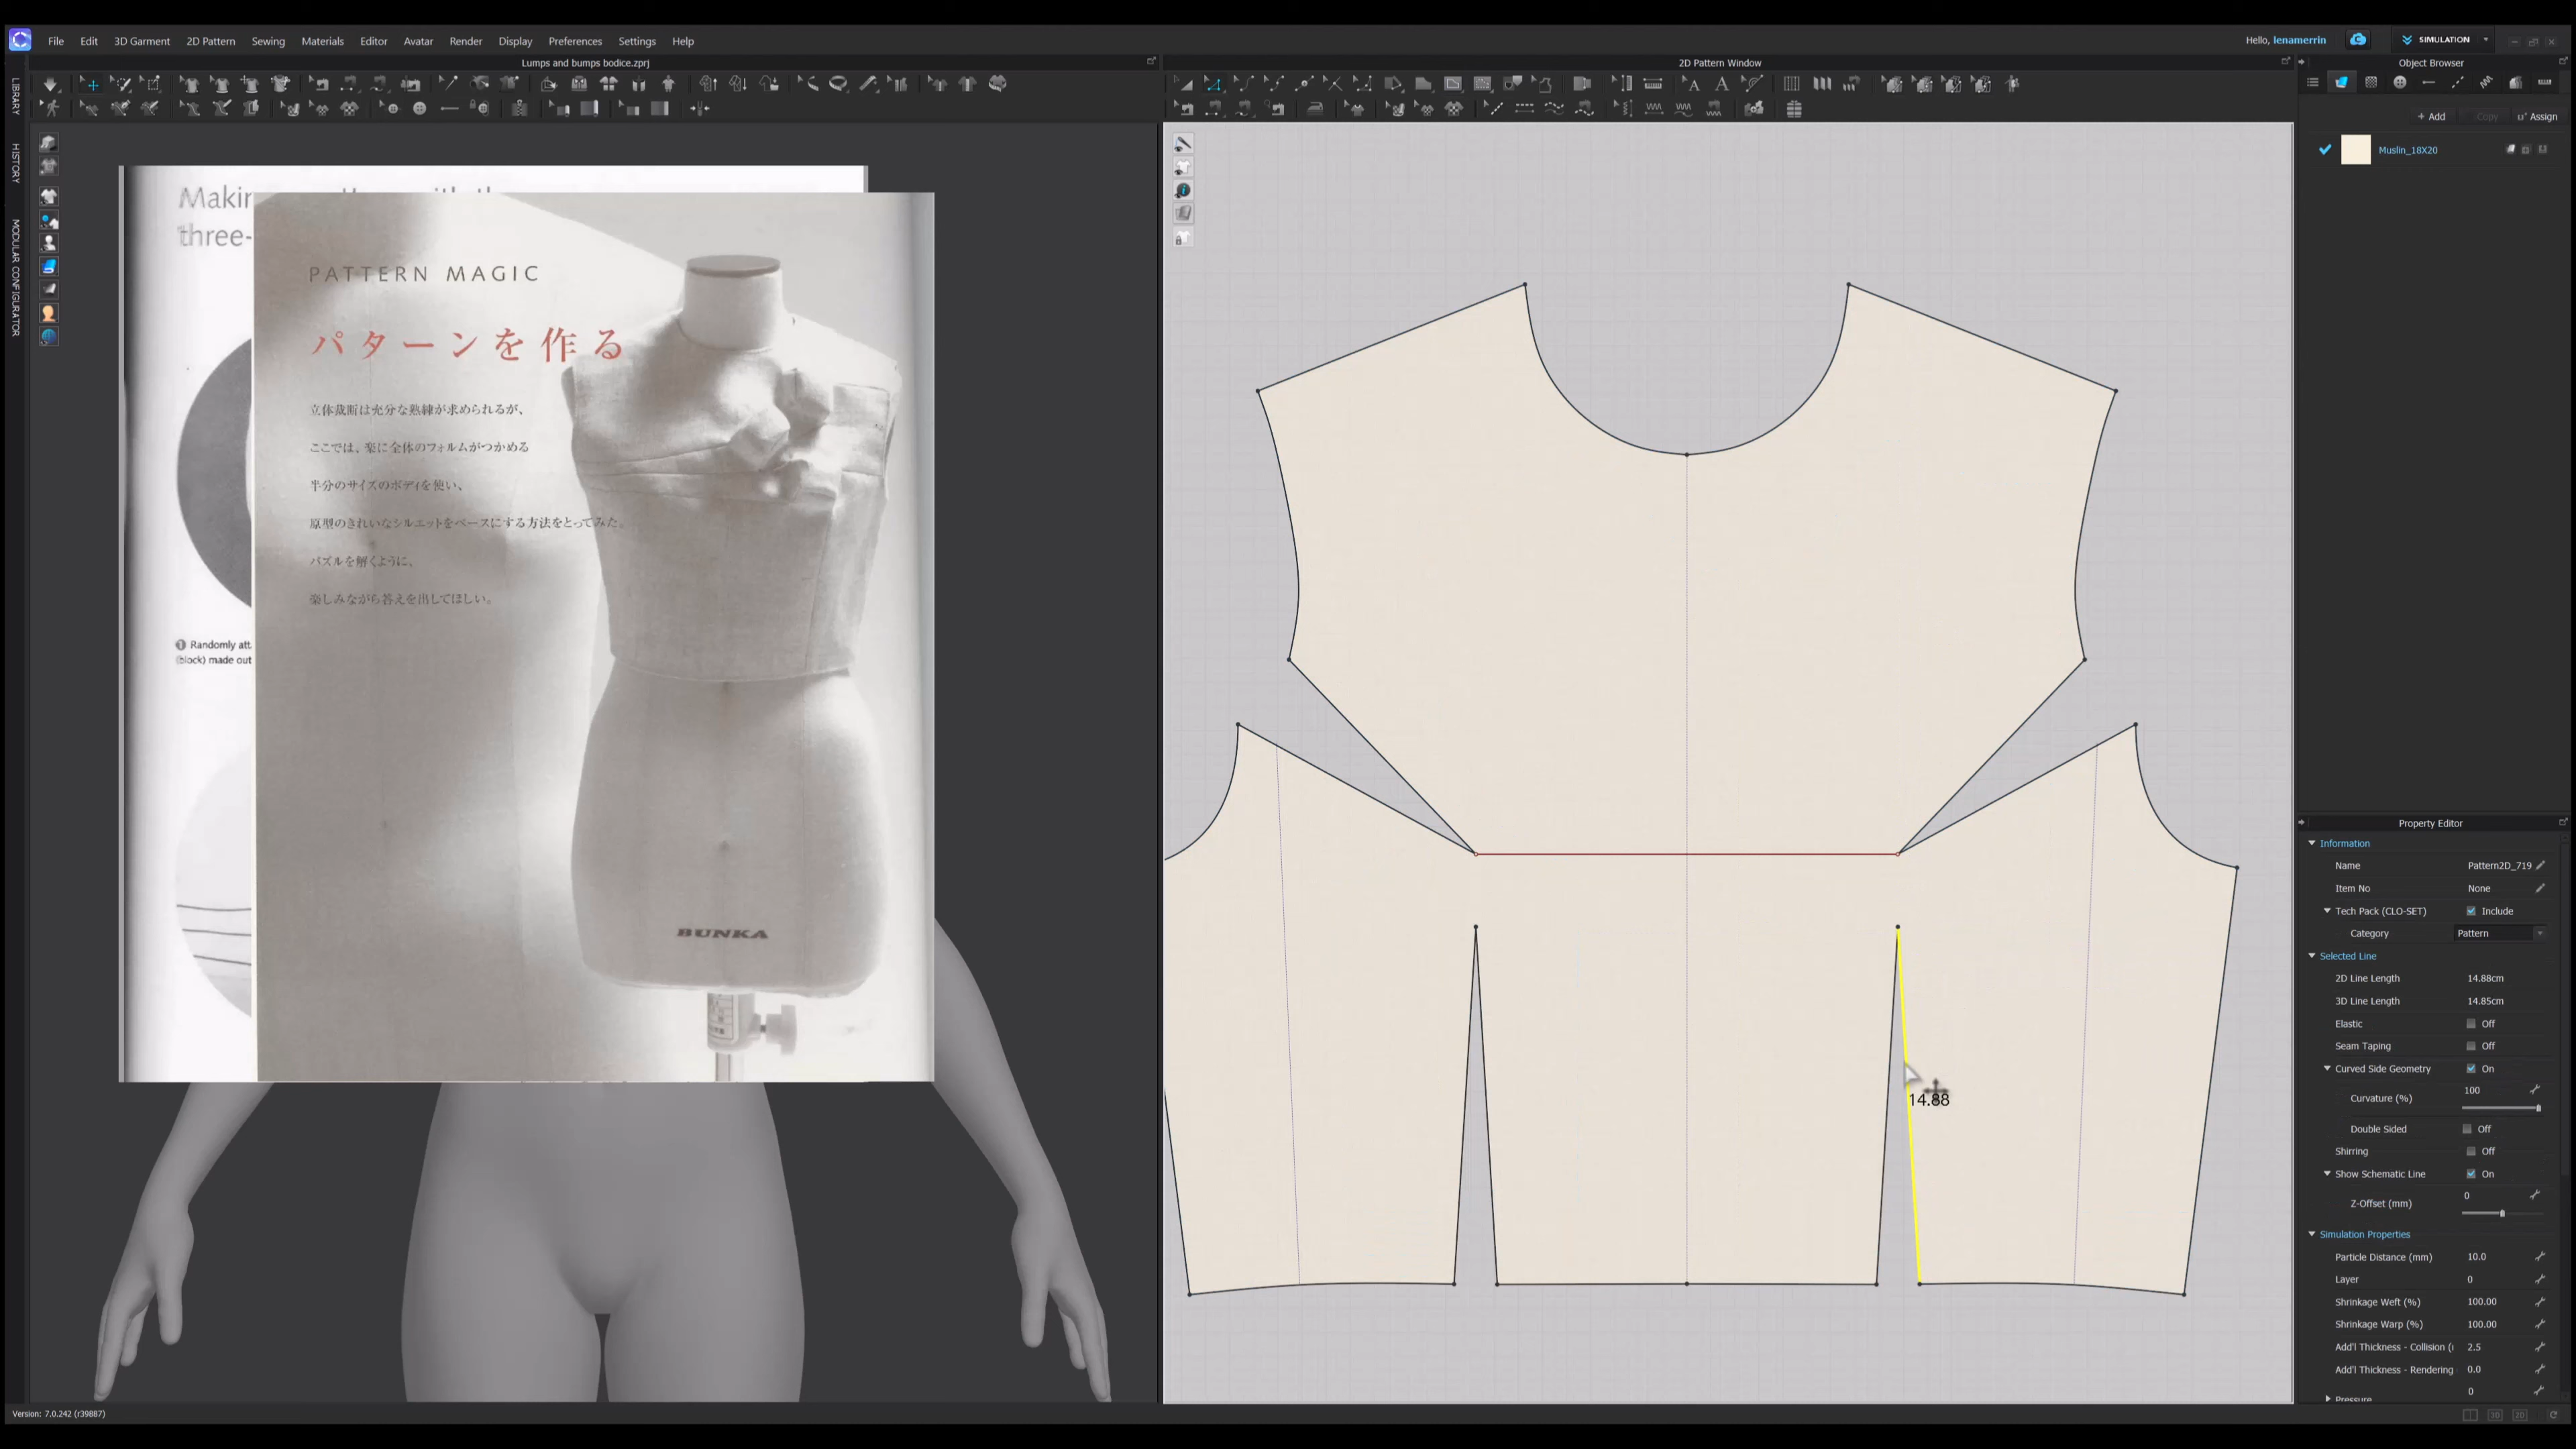 File Edit 3D Garment 2D Pattern Sewing Materials Editor Avatar Render Display Preferences Settings Help
Hello, lenamerrin
SIMULATION
Lumps and bumps bodice.zprj
2D Pattern Window
Object Browser
LIBRARY
HISTORY
MODULAR CONFIGURATOR
+ Add Copy Assign
Muslin_18X20
three-
PATTERN MAGIC
パターンを作る
立体裁断は充分な熟練が求められるが、
ここでは、楽に全体のフォルムがつかめる
半分のサイズのボディを使い、
原型のきれいなシルエットをベースにする方法をとってみた。
パズルを解くように、
楽しみながら答えを出してほしい。
1 Randomly att
made out
BUNKA
14.88
Property Editor
Information
Name Pattern2D_719
Item No None
Tech Pack (CLO-SET) Include
Category Pattern
Selected Line
2D Line Length 14.88cm
3D Line Length 14.85cm
Elastic Off
Seam Taping Off
Curved Side Geometry On
Curvature (%) 100
Double Sided Off
Shirring Off
Show Schematic Line On
Z-Offset (mm) 0
Simulation Properties
Particle Distance (mm) 10.0
Layer 0
Shrinkage Weft (%) 100.00
Shrinkage Warp (%) 100.00
Add'l Thickness - Collision (r 2.5
Add'l Thickness - Rendering 0.0
Pressure 0
Version: 7.0.242 (r39887)
3D 2D